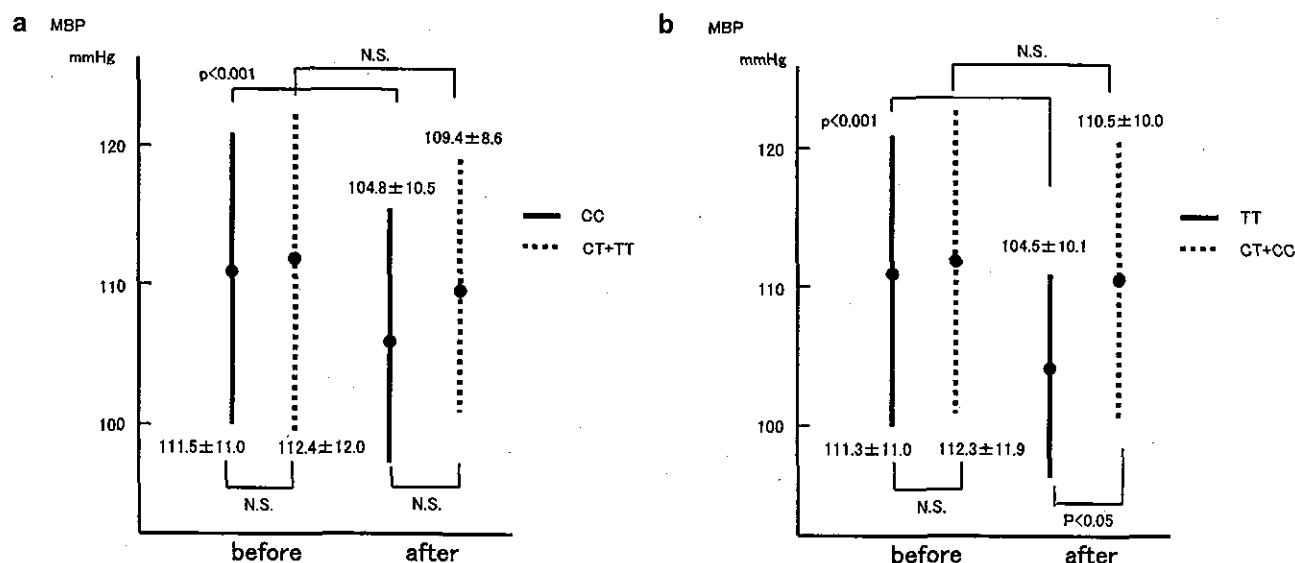 a MBP
mmHg
N.S.
p<0.001
120
109.4±8.6
104.8±10.5
CC
CT+TT
110
100
111.5±11.0
112.4±12.0
N.S.
N.S.
before
after
b MBP
mmHg
N.S.
p<0.001
110.5±10.0
120
TT
104.5±10.1
CT+CC
110
100
111.3±11.0
112.3±11.9
N.S.
P<0.05
before
after